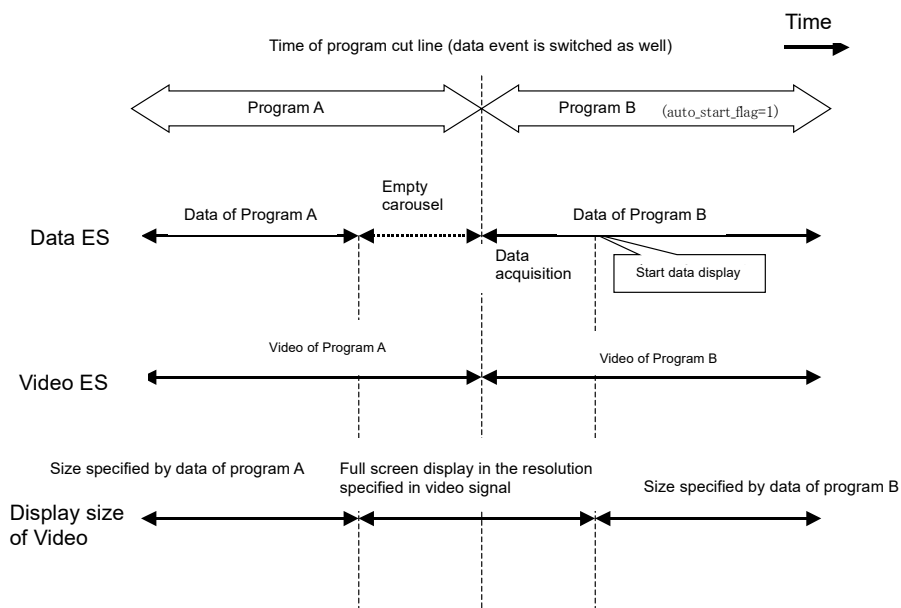 Time
Time of program cut line (data event is switched as well)
Program A
Program B
(auto_start_flag=1)
Empty
carousel
Data of Program A
Data of Program B
Data ES
Data
acquisition
Start data display
Video of Program A
Video of Program B
Video ES
Size specified by data of program A
Full screen display in the resolution
specified in video signal
Size specified by data of program B
Display size
of Video